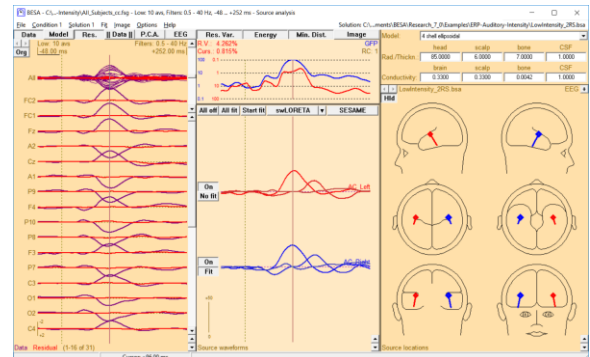 BESA - C:\...-Intensity\All_Subjects_cc.fsg - Low: 10 avs, Filters: 0.5 - 40 Hz, -48 ... +252 ms - Source analysis
File Condition 1 Solution 1 Fit Image Options Help
Solution: C:\...ments\BESA\Research_7_0\Examples\ERP-Auditory-Intensity\LowIntensity_2RS.bsa
Data Model Res. || Data || P.C.A. EEG
Res. Var. Energy Min. Dist. Image
Model: 4 shell ellipsoidal
Org
Low: 10 avs Filters: 0.5 - 40 Hz
-48.00 ms +252.00 ms
R.V.: 4.262% GFP
Curs.: 0.815% RC: 1
head scalp bone CSF
Rad./Thickn.: 85.0000 6.0000 7.0000 1.0000
brain scalp bone CSF
Conductivity: 0.3300 0.3300 0.0042 1.0000
LowIntensity_2RS.bsa EEG
Hld
All off All fit Start fit swLORETA SESAME
All
FC2
FC1
Fz
A2
Cz
A1
P9
F4
P10
P8
F3
P7
C3
O1
O2
C4
On
No fit
AC_Left
On
Fit
AC_Right
Data Residual (1-16 of 31)
Source waveforms
Source locations